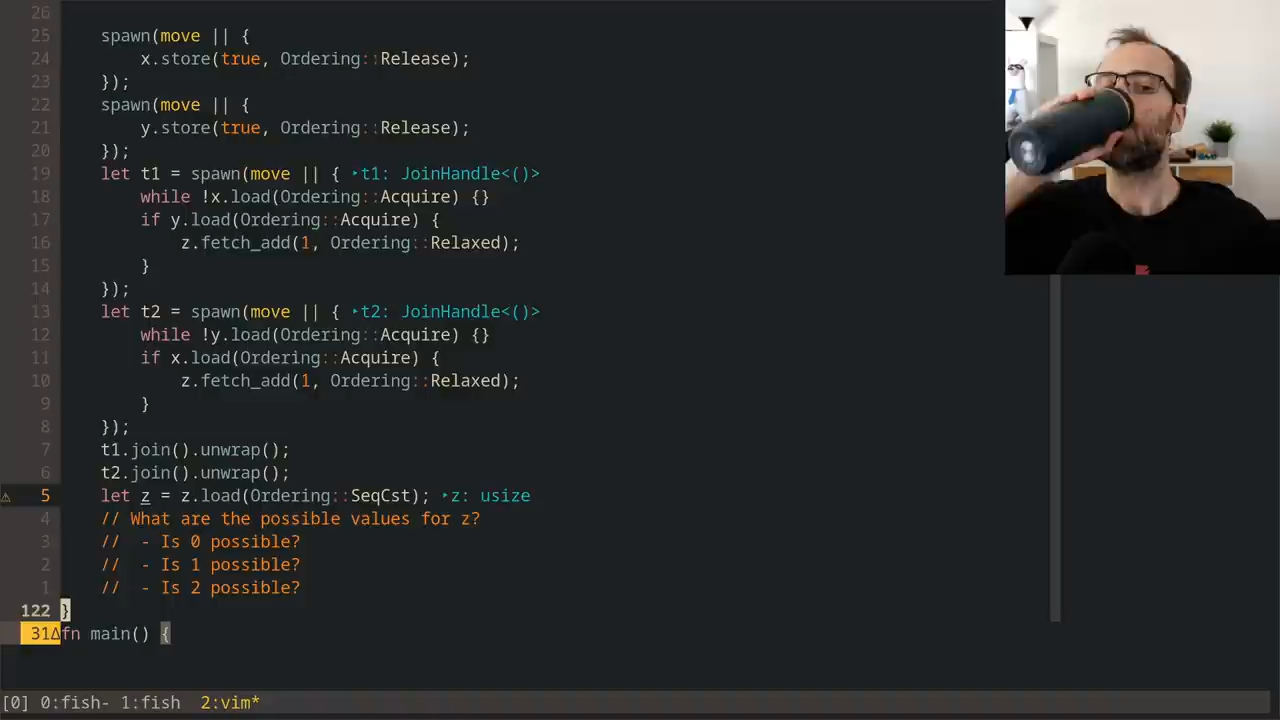 26
25 spawn(move || {
24 x.store(true, Ordering::Release);
23 });
22 spawn(move || {
21 y.store(true, Ordering::Release);
20 });
19 let t1 = spawn(move || { ‣t1: JoinHandle<()>
18 while !x.load(Ordering::Acquire) {}
17 if y.load(Ordering::Acquire) {
16 z.fetch_add(1, Ordering::Relaxed);
15 }
14 });
13 let t2 = spawn(move || { ‣t2: JoinHandle<()>
12 while !y.load(Ordering::Acquire) {}
11 if x.load(Ordering::Acquire) {
10 z.fetch_add(1, Ordering::Relaxed);
9 }
8 });
7 t1.join().unwrap();
6 t2.join().unwrap();
⚠ 5 let z = z.load(Ordering::SeqCst); ‣z: usize
4 // What are the possible values for z?
3 // - Is 0 possible?
2 // - Is 1 possible?
1 // - Is 2 possible?
122 }
31Δfn main() {
[0] 0:fish- 1:fish 2:vim*